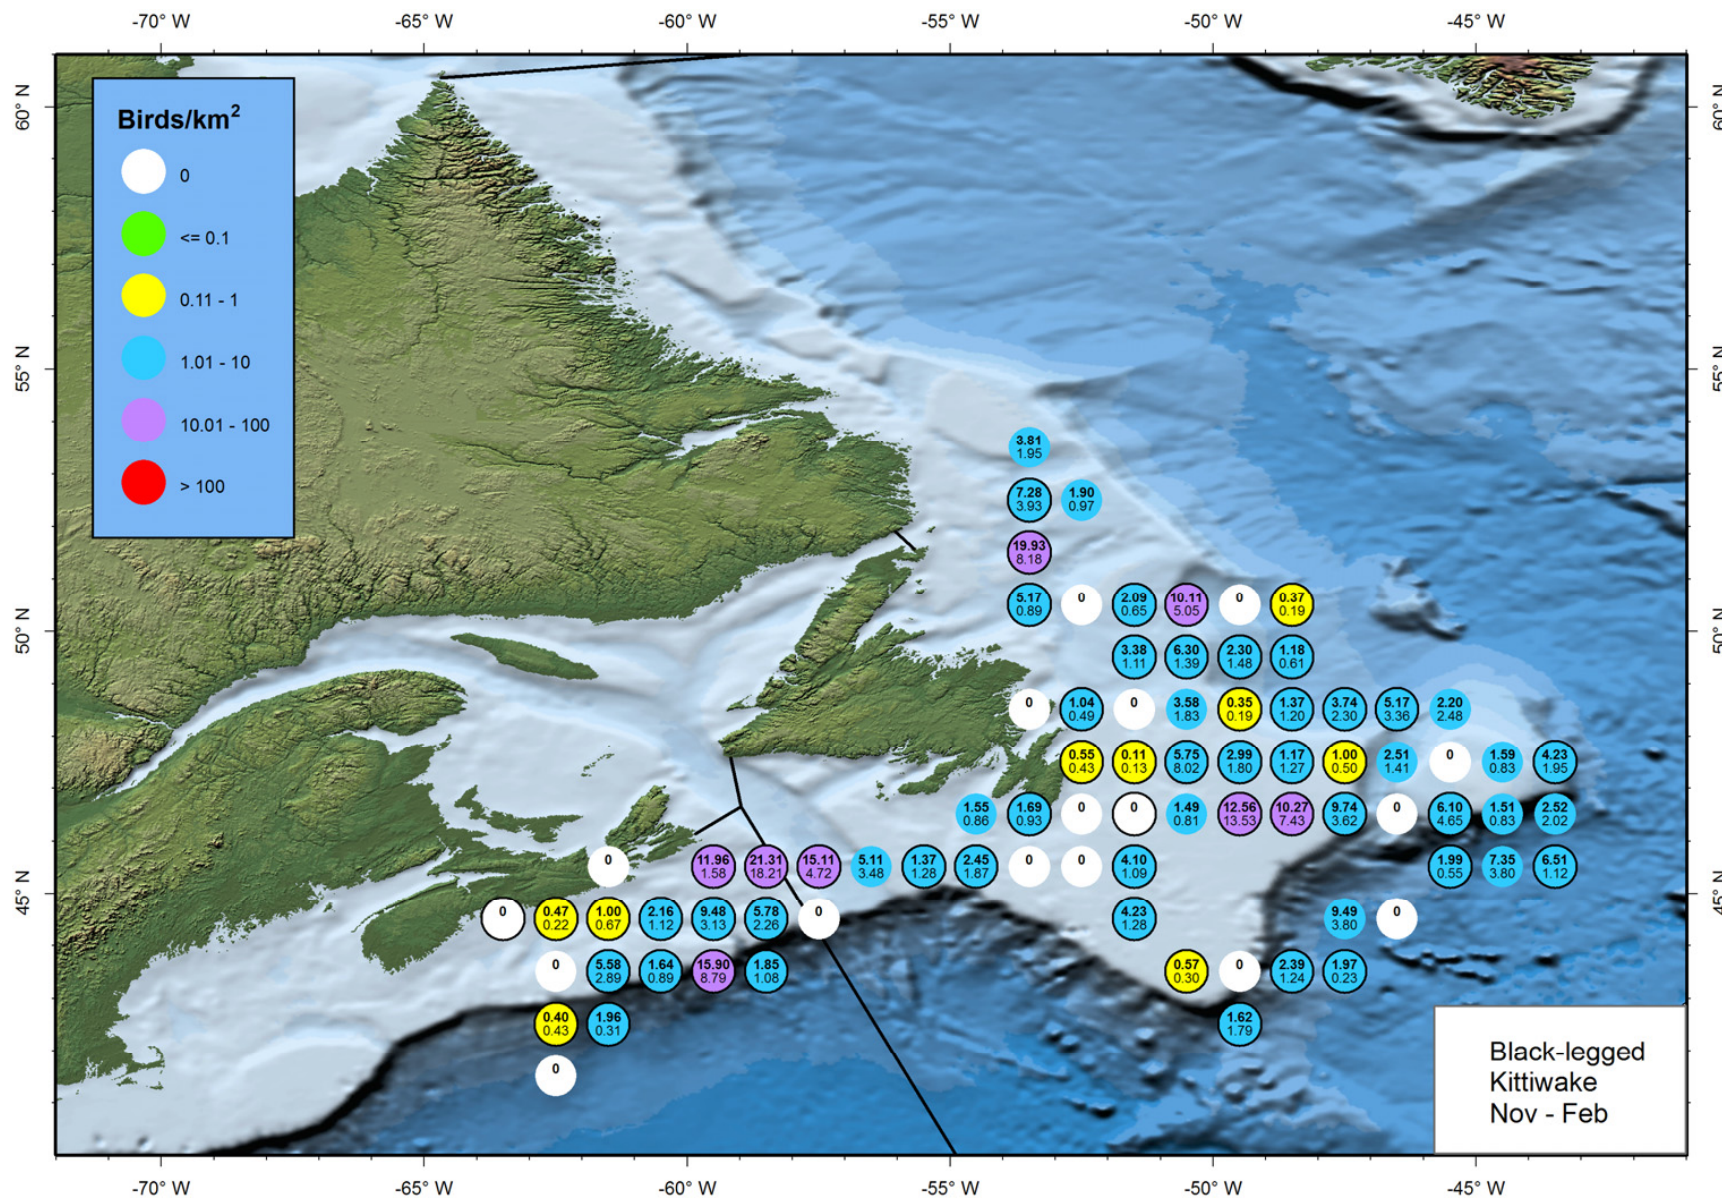 -70° W -65° W -60° W -55° W -50° W -45° W
60° N 60° N
Birds/km2
0
<= 0.1
0.11 - 1
1.01 - 10
10.01 - 100
> 100
55° N 55° N
3.81
1.95
7.28 1.90
3.93 0.97
19.93
8.18
5.17 0 2.09 10.11 0 0.37
0.89 0.65 5.05 0.19
50° N 50° N
3.38 6.30 2.30 1.18
1.11 1.39 1.48 0.61
0 1.04 0 3.58 0.35 1.37 3.74 5.17 2.20
0.49 1.83 0.19 1.20 2.30 3.36 2.48
0.55 0.11 5.75 2.99 1.17 1.00 2.51 0 1.59 4.23
0.43 0.13 8.02 1.80 1.27 0.50 1.41 0.83 1.95
1.55 1.69 0 0 1.49 12.56 10.27 9.74 0 6.10 1.51 2.52
0.86 0.93 0.81 13.53 7.43 3.62 4.65 0.83 2.02
0 11.96 21.31 15.11 5.11 1.37 2.45 0 0 4.10 1.99 7.35 6.51
1.58 18.21 4.72 3.48 1.28 1.87 1.09 0.55 3.80 1.12
45° N 45° N
0 0.47 1.00 2.16 9.48 5.78 0 4.23 9.49 0
0.22 0.67 1.12 3.13 2.26 1.28 3.80
0 5.58 1.64 15.90 1.85 0.57 0 2.39 1.97
2.89 0.89 8.79 1.08 0.30 1.24 0.23
0.40 1.96 1.62
0.43 0.31 1.79
0
Black-legged
Kittiwake
Nov - Feb
-70° W -65° W -60° W -55° W -50° W -45° W